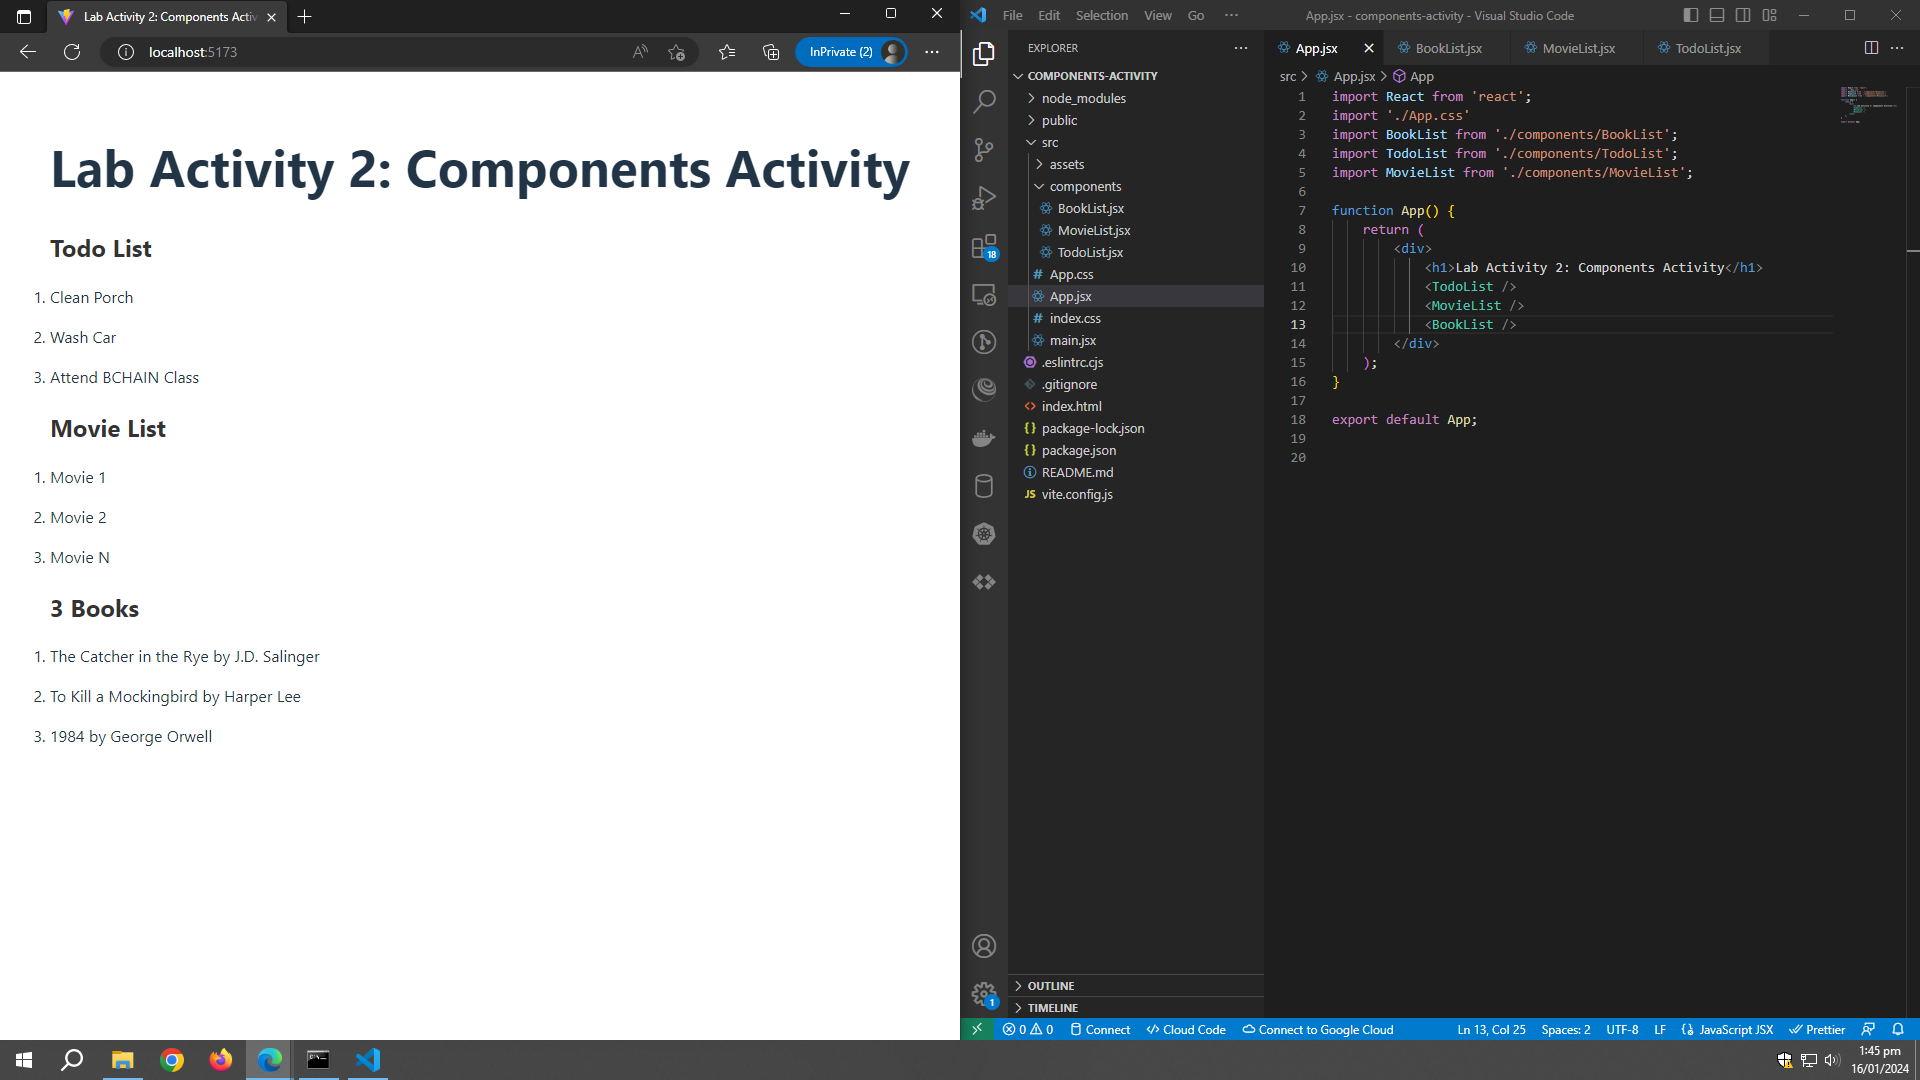 Lab Activity 2: Components Activ
localhost:5173
InPrivate (2)
Lab Activity 2: Components Activity
Todo List
1. Clean Porch
2. Wash Car
3. Attend BCHAIN Class
Movie List
1. Movie 1
2. Movie 2
3. Movie N
3 Books
1. The Catcher in the Rye by J.D. Salinger
2. To Kill a Mockingbird by Harper Lee
3. 1984 by George Orwell
File Edit Selection View Go ···
App.jsx - components-activity - Visual Studio Code
EXPLORER
COMPONENTS-ACTIVITY
node_modules
public
src
assets
components
BookList.jsx
MovieList.jsx
TodoList.jsx
# App.css
App.jsx
# index.css
main.jsx
.eslintrc.cjs
.gitignore
<> index.html
{} package-lock.json
{} package.json
README.md
JS vite.config.js
OUTLINE
TIMELINE
18
1
App.jsx BookList.jsx MovieList.jsx TodoList.jsx
src > App.jsx > App
1 import React from 'react';
2 import './App.css'
3 import BookList from './components/BookList';
4 import TodoList from './components/TodoList';
5 import MovieList from './components/MovieList';
6
7 function App() {
8 return (
9 <div>
10 <h1>Lab Activity 2: Components Activity</h1>
11 <TodoList />
12 <MovieList />
13 <BookList />
14 </div>
15 );
16 }
17
18 export default App;
19
20
0 0 Connect Cloud Code Connect to Google Cloud
Ln 13, Col 25 Spaces: 2 UTF-8 LF JavaScript JSX Prettier
1:45 pm
16/01/2024